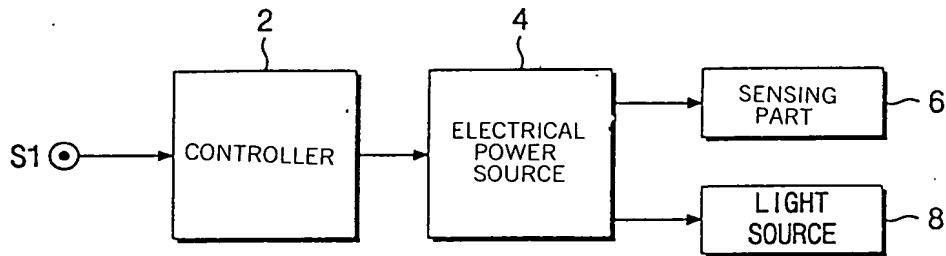 2
4
S1
CONTROLLER
ELECTRICAL
POWER
SOURCE
SENSING
PART
6
LIGHT
SOURCE
8